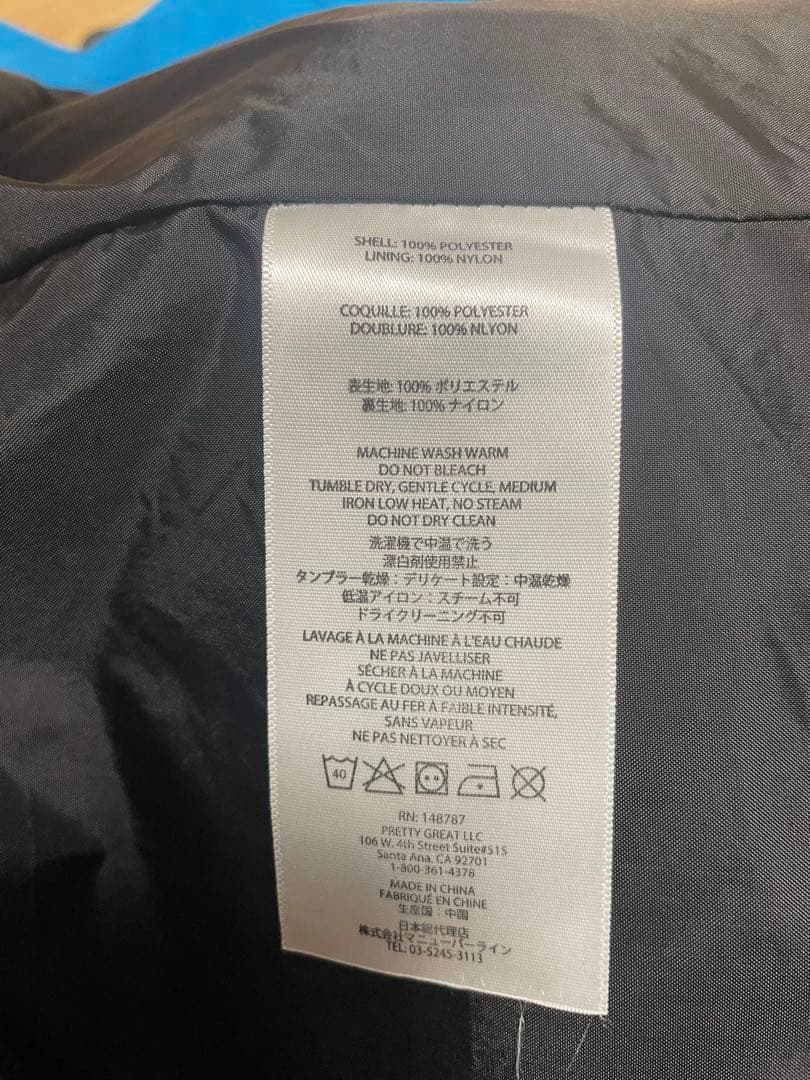 SHELL: 100% POLYESTER
LINING: 100% NYLON
COQUILLE: 100% POLYESTER
DOUBLURE: 100% NLYON
表生地: 100% ポリエステル
裏生地: 100% ナイロン
MACHINE WASH WARM
DO NOT BLEACH
TUMBLE DRY, GENTLE CYCLE, MEDIUM
IRON LOW HEAT, NO STEAM
DO NOT DRY CLEAN
洗濯機で中温で洗う
漂白剤使用禁止
タンブラー乾燥：デリケート設定：中温乾燥
低温アイロン：スチーム不可
ドライクリーニング不可
LAVAGE À LA MACHINE À L'EAU CHAUDE
NE PAS JAVELLISER
SÉCHER À LA MACHINE
À CYCLE DOUX OU MOYEN
REPASSAGE AU FER À FAIBLE INTENSITÉ,
SANS VAPEUR
NE PAS NETTOYER À SEC
40
RN: 148787
PRETTY GREAT LLC
106 W. 4th Street Suite#515
Santa Ana, CA 92701
1-800-361-4378
MADE IN CHINA
FABRIQUÉ EN CHINE
生産国：中国
日本総代理店
株式会社マニューバーライン
TEL: 03-5245-3113